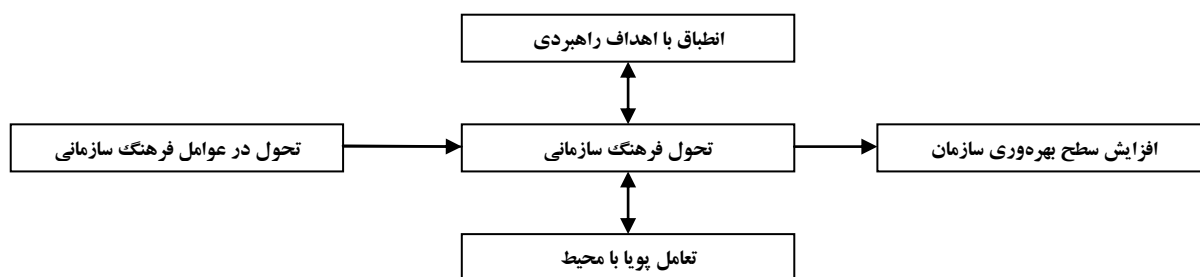 انطباق با اهداف راهبردی
تحول در عوامل فرهنگ سازمانی
تحول فرهنگ سازمانی
افزایش سطح بهره‌وری سازمان
تعامل پویا با محیط